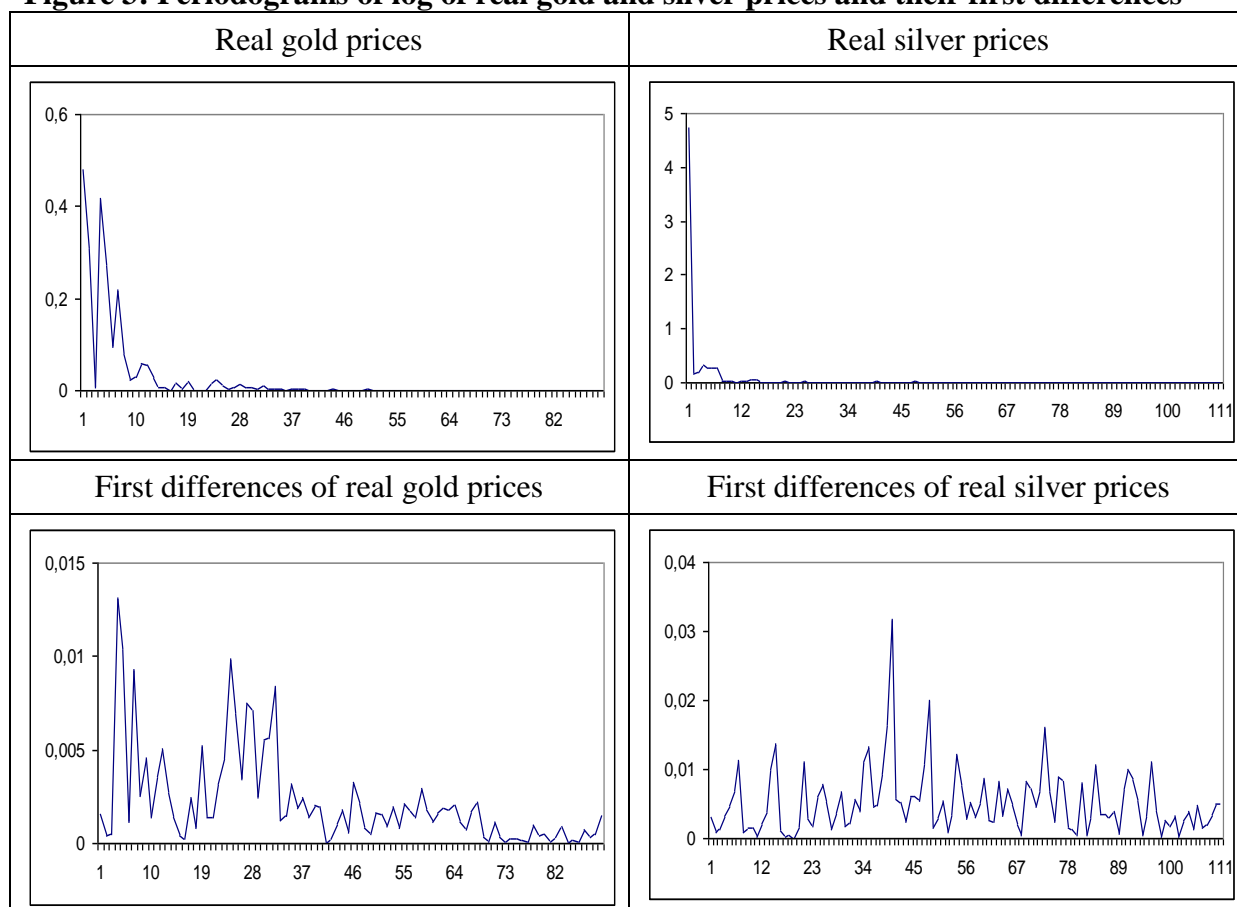 Figure 3: Periodograms of log of real gold and silver prices and their first differences
Real gold prices
Real silver prices
0,6
0,4
0,2
0
1 10 19 28 37 46 55 64 73 82
5
4
3
2
1
0
1 12 23 34 45 56 67 78 89 100 111
First differences of real gold prices
First differences of real silver prices
0,015
0,01
0,005
0
1 10 19 28 37 46 55 64 73 82
0,04
0,03
0,02
0,01
0
1 12 23 34 45 56 67 78 89 100 111